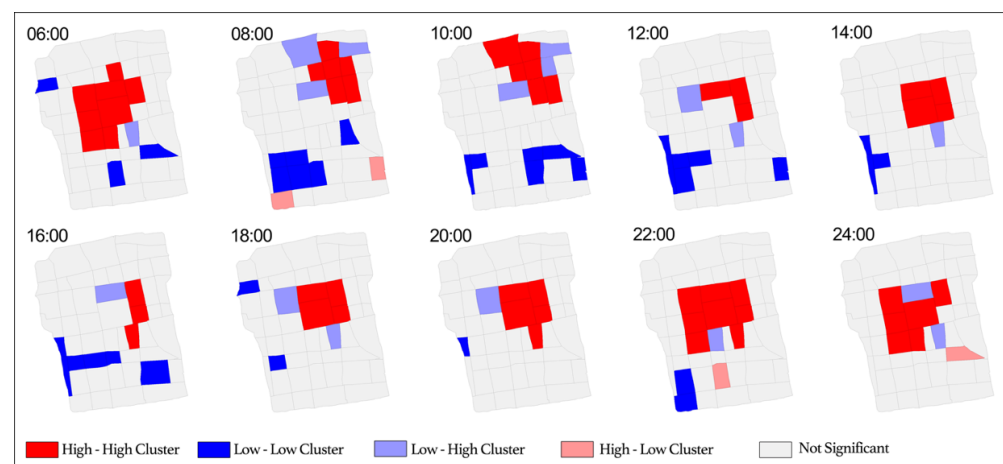 06:00 08:00 10:00 12:00 14:00
16:00 18:00 20:00 22:00 24:00
High - High Cluster Low - Low Cluster Low - High Cluster High - Low Cluster Not Significant